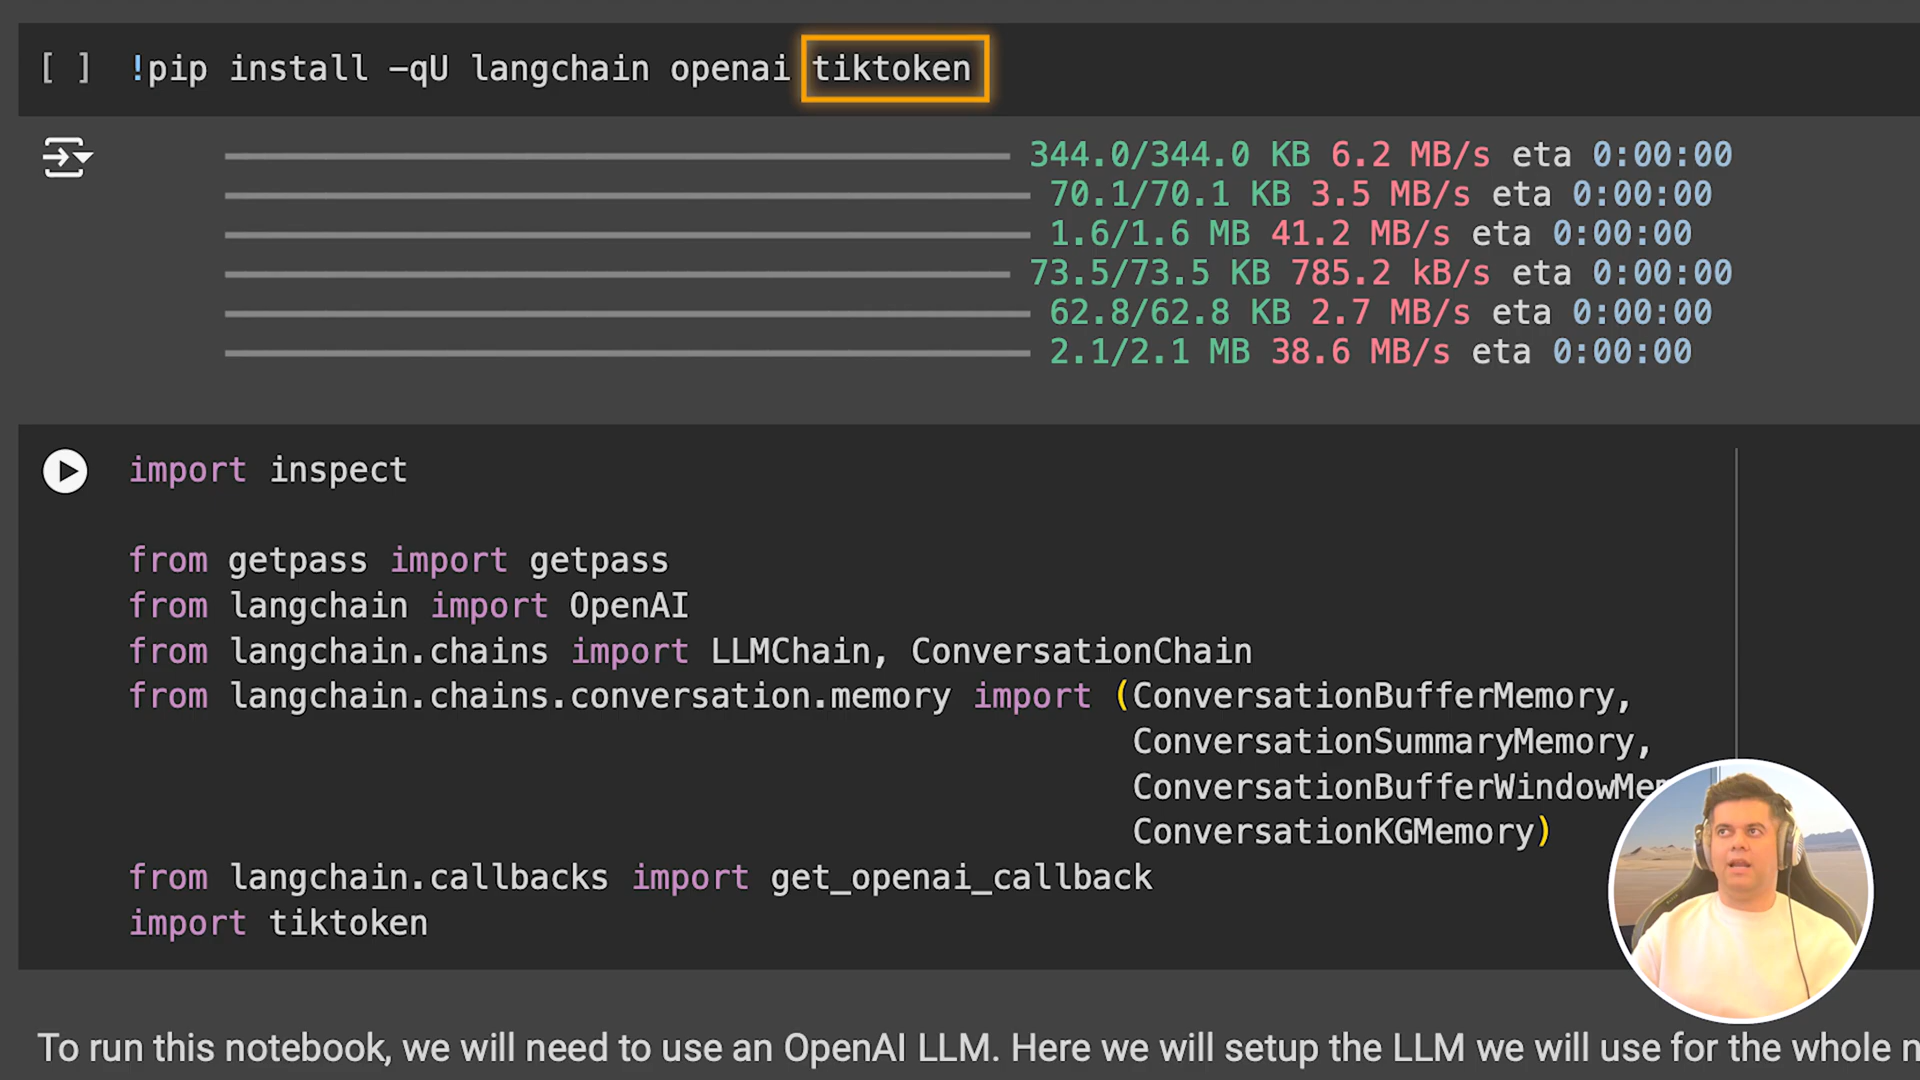 [ ] !pip install -qU langchain openai tiktoken
344.0/344.0 KB 6.2 MB/s eta 0:00:00
70.1/70.1 KB 3.5 MB/s eta 0:00:00
1.6/1.6 MB 41.2 MB/s eta 0:00:00
73.5/73.5 KB 785.2 kB/s eta 0:00:00
62.8/62.8 KB 2.7 MB/s eta 0:00:00
2.1/2.1 MB 38.6 MB/s eta 0:00:00
import inspect
from getpass import getpass
from langchain import OpenAI
from langchain.chains import LLMChain, ConversationChain
from langchain.chains.conversation.memory import (ConversationBufferMemory,
ConversationSummaryMemory,
ConversationBufferWindowMem
ConversationKGMemory)
from langchain.callbacks import get_openai_callback
import tiktoken
To run this notebook, we will need to use an OpenAI LLM. Here we will setup the LLM we will use for the whole n